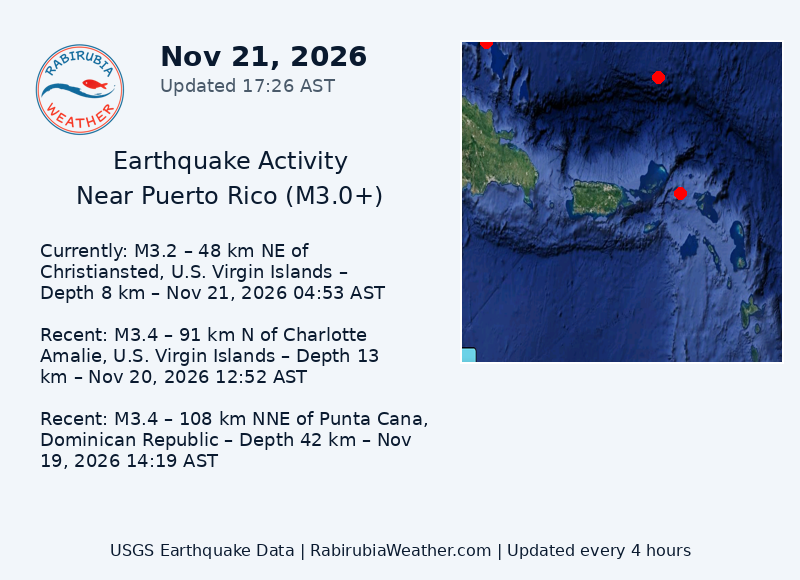 RABIRUBIA
WEATHER
Nov 21, 2026
Updated 17:26 AST
Earthquake Activity
Near Puerto Rico (M3.0+)
Currently: M3.2 – 48 km NE of
Christiansted, U.S. Virgin Islands –
Depth 8 km – Nov 21, 2026 04:53 AST
Recent: M3.4 – 91 km N of Charlotte
Amalie, U.S. Virgin Islands – Depth 13
km – Nov 20, 2026 12:52 AST
Recent: M3.4 – 108 km NNE of Punta Cana,
Dominican Republic – Depth 42 km – Nov
19, 2026 14:19 AST
USGS Earthquake Data | RabirubiaWeather.com | Updated every 4 hours